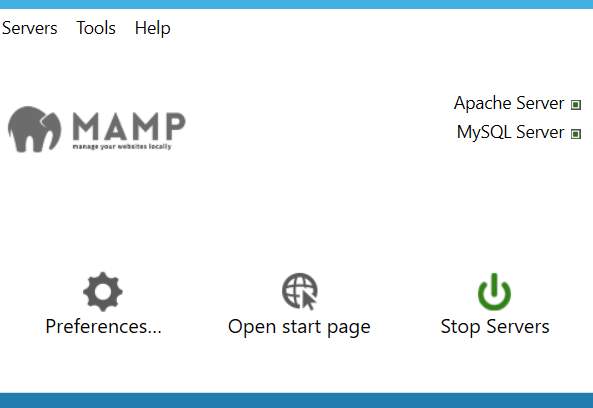 Servers Tools Help
Apache Server
MAMP
manage your websites locally
MySQL Server
Preferences...
Open start page
Stop Servers